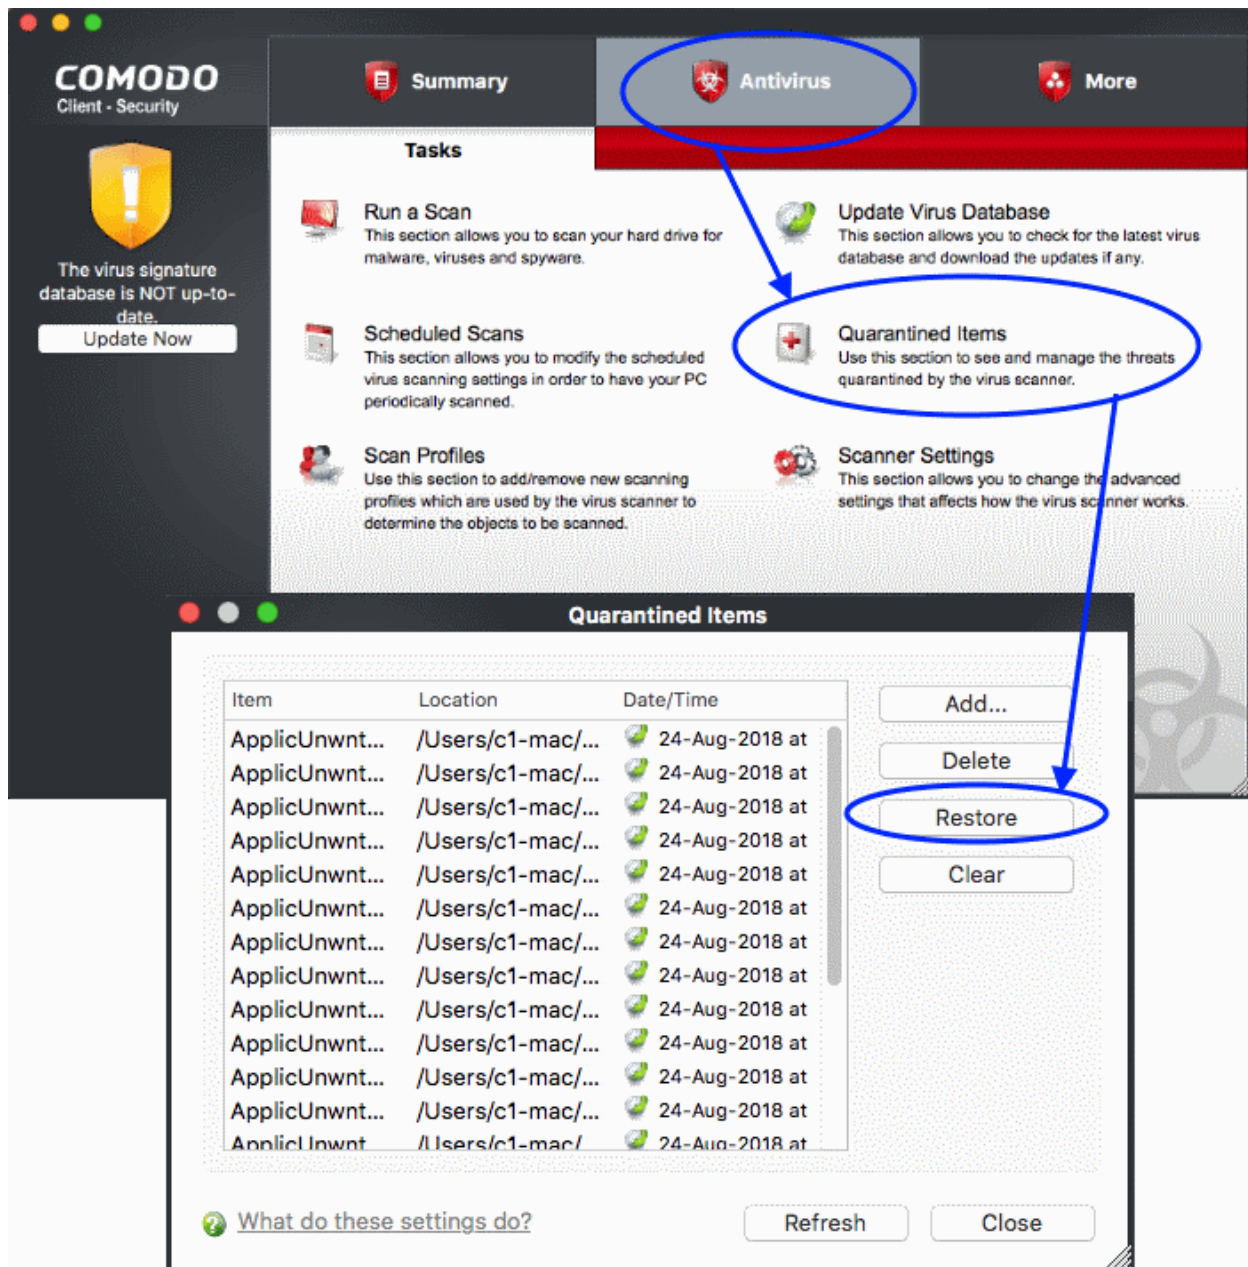 COMODO
Client - Security
Summary
Antivirus
More
Tasks
The virus signature
database is NOT up-to-
date.
Update Now
Run a Scan
This section allows you to scan your hard drive for
malware, viruses and spyware.
Update Virus Database
This section allows you to check for the latest virus
database and download the updates if any.
Scheduled Scans
This section allows you to modify the scheduled
virus scanning settings in order to have your PC
periodically scanned.
Quarantined Items
Use this section to see and manage the threats
quarantined by the virus scanner.
Scan Profiles
Use this section to add/remove new scanning
profiles which are used by the virus scanner to
determine the objects to be scanned.
Scanner Settings
This section allows you to change the advanced
settings that affects how the virus scanner works.
Quarantined Items
Item Location Date/Time
ApplicUnwnt... /Users/c1-mac/... 24-Aug-2018 at
ApplicUnwnt... /Users/c1-mac/... 24-Aug-2018 at
ApplicUnwnt... /Users/c1-mac/... 24-Aug-2018 at
ApplicUnwnt... /Users/c1-mac/... 24-Aug-2018 at
ApplicUnwnt... /Users/c1-mac/... 24-Aug-2018 at
ApplicUnwnt... /Users/c1-mac/... 24-Aug-2018 at
ApplicUnwnt... /Users/c1-mac/... 24-Aug-2018 at
ApplicUnwnt... /Users/c1-mac/... 24-Aug-2018 at
ApplicUnwnt... /Users/c1-mac/... 24-Aug-2018 at
ApplicUnwnt... /Users/c1-mac/... 24-Aug-2018 at
ApplicUnwnt... /Users/c1-mac/... 24-Aug-2018 at
ApplicUnwnt... /Users/c1-mac/... 24-Aug-2018 at
ApplicUnwnt /Users/c1-mac/ 24-Aug-2018 at
Add...
Delete
Restore
Clear
What do these settings do?
Refresh
Close